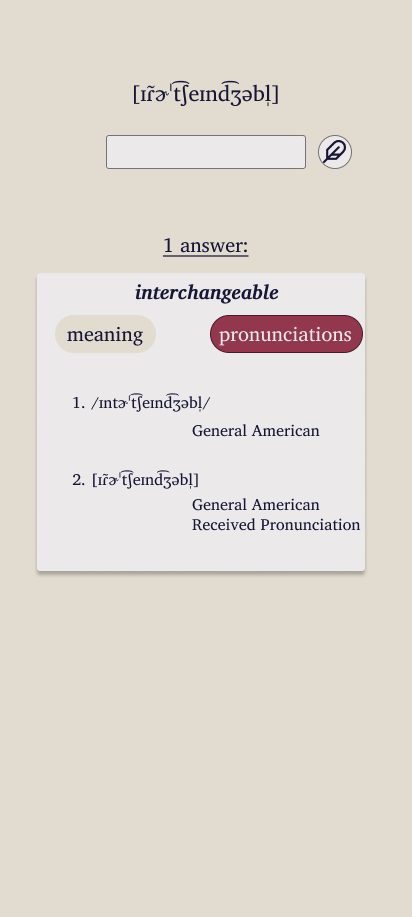 [ɪɾ̃ɚˈt͡ʃeɪnd͡ʒəbl̩]
1 answer:
interchangeable
meaning pronunciations
1. /ɪntɚˈt͡ʃeɪnd͡ʒəbl̩/
General American
2. [ɪɾ̃ɚˈt͡ʃeɪnd͡ʒəbl̩]
General American
Received Pronunciation